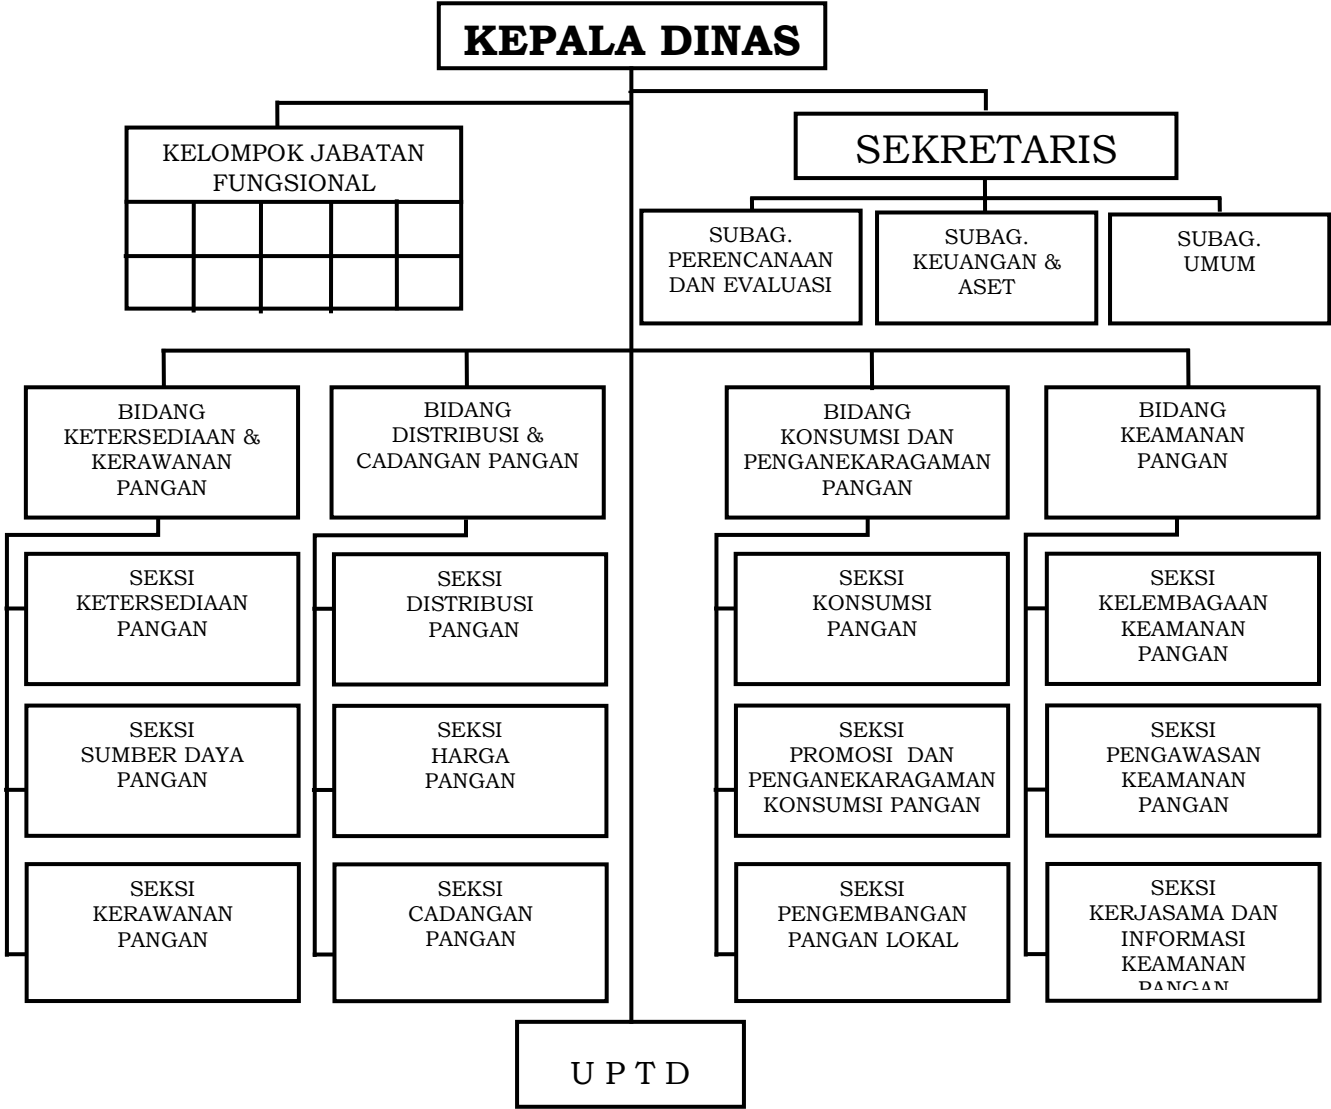 KEPALA DINAS
KELOMPOK JABATAN
FUNGSIONAL
SEKRETARIS
SUBAG.
PERENCANAAN
DAN EVALUASI
SUBAG.
KEUANGAN &
ASET
SUBAG.
UMUM
BIDANG
KETERSEDIAAN &
KERAWANAN
PANGAN
BIDANG
DISTRIBUSI &
CADANGAN PANGAN
BIDANG
KONSUMSI DAN
PENGANEKARAGAMAN
PANGAN
BIDANG
KEAMANAN
PANGAN
SEKSI
KETERSEDIAAN
PANGAN
SEKSI
DISTRIBUSI
PANGAN
SEKSI
KONSUMSI
PANGAN
SEKSI
KELEMBAGAAN
KEAMANAN
PANGAN
SEKSI
SUMBER DAYA
PANGAN
SEKSI
HARGA
PANGAN
SEKSI
PROMOSI  DAN
PENGANEKARAGAMAN
KONSUMSI PANGAN
SEKSI
PENGAWASAN
KEAMANAN
PANGAN
SEKSI
KERAWANAN
PANGAN
SEKSI
CADANGAN
PANGAN
SEKSI
PENGEMBANGAN
PANGAN LOKAL
SEKSI
KERJASAMA DAN
INFORMASI
KEAMANAN
PANGAN
U P T D